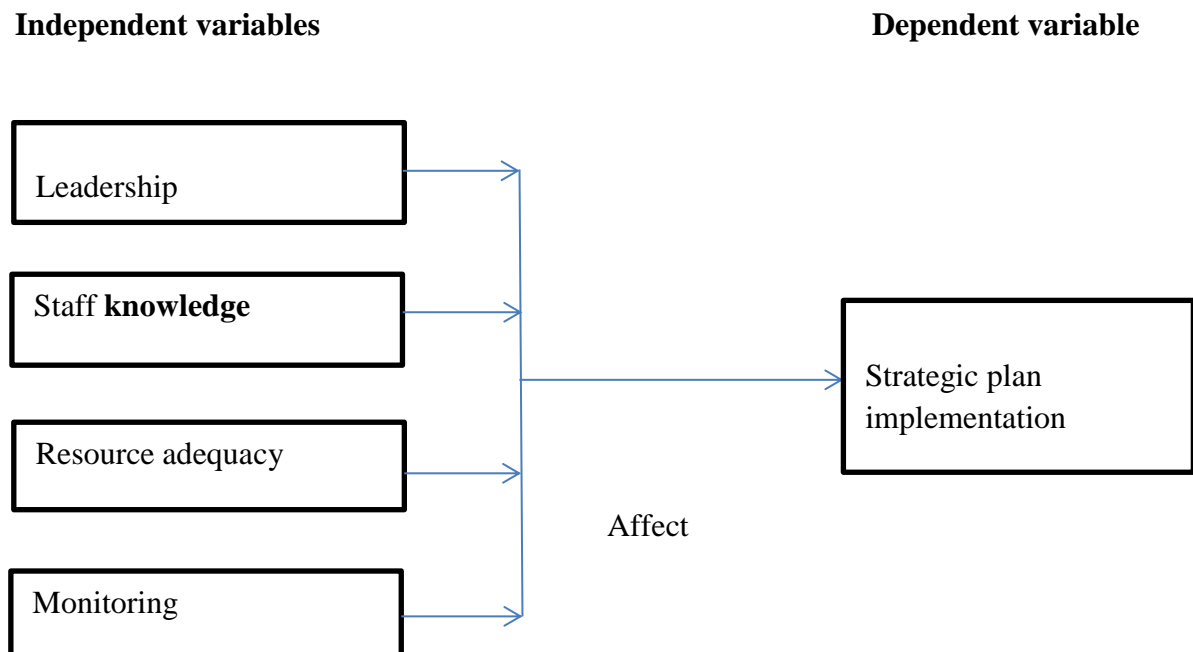 Independent variables
Dependent variable
Leadership
Staff knowledge
Resource adequacy
Monitoring
Affect
Strategic plan
implementation